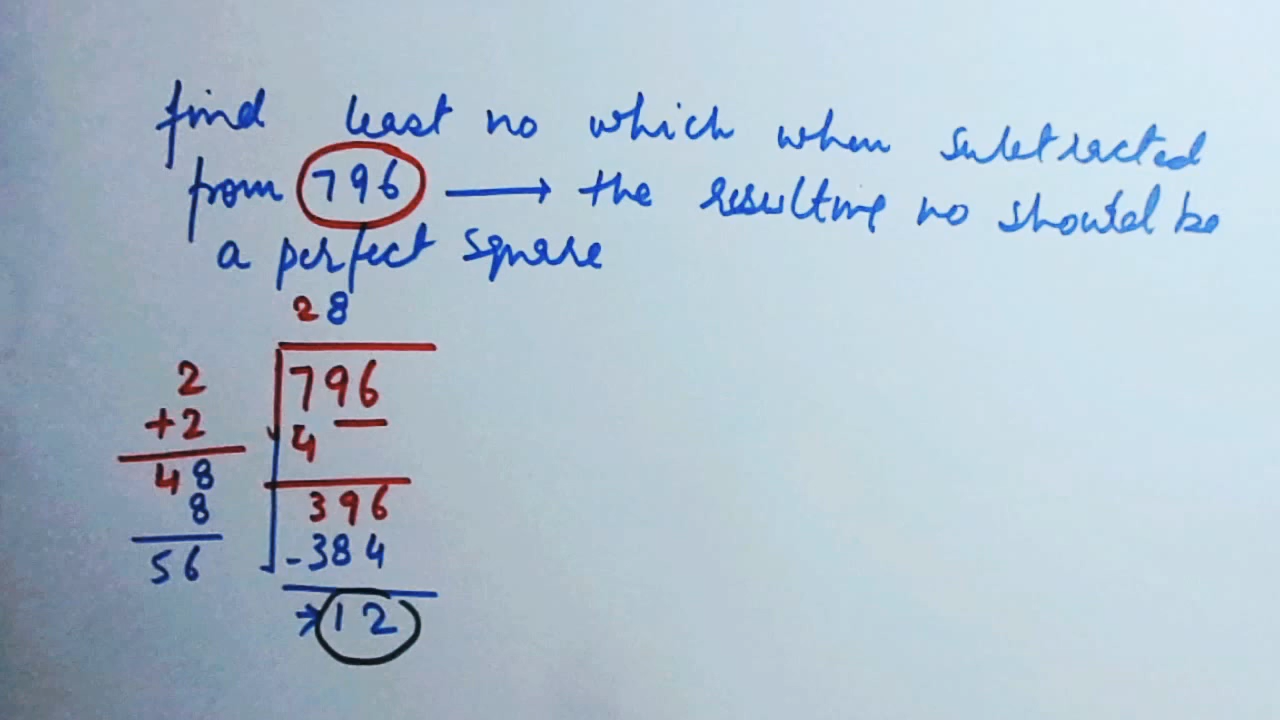 find least no which when subtracted
from 796 → the resulting no should be
a perfect square
28
2 796
+2 4
48 396
8 -384
56 →12